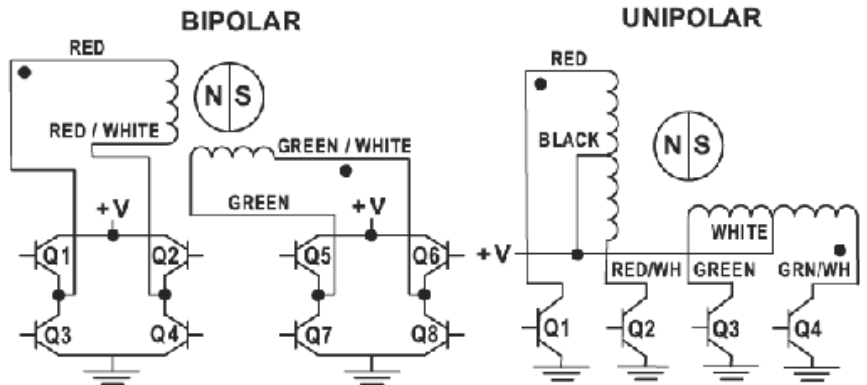 BIPOLAR
RED
N S
RED / WHITE
GREEN / WHITE
GREEN
+V
+V
Q1
Q2
Q5
Q6
Q3
Q4
Q7
Q8
UNIPOLAR
RED
BLACK
N S
WHITE
+V
RED/WH
GREEN
GRN/WH
Q1
Q2
Q3
Q4